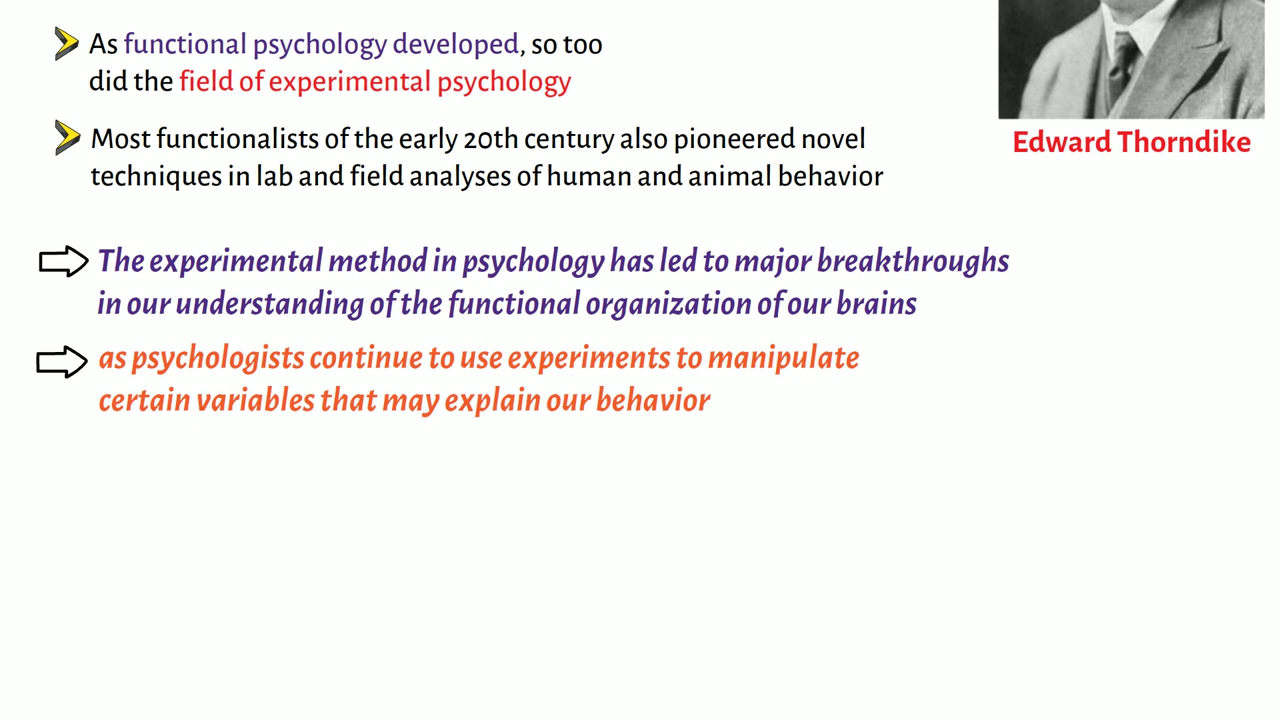 As functional psychology developed, so too
did the field of experimental psychology
Most functionalists of the early 20th century also pioneered novel
techniques in lab and field analyses of human and animal behavior
Edward Thorndike
The experimental method in psychology has led to major breakthroughs
in our understanding of the functional organization of our brains
as psychologists continue to use experiments to manipulate
certain variables that may explain our behavior